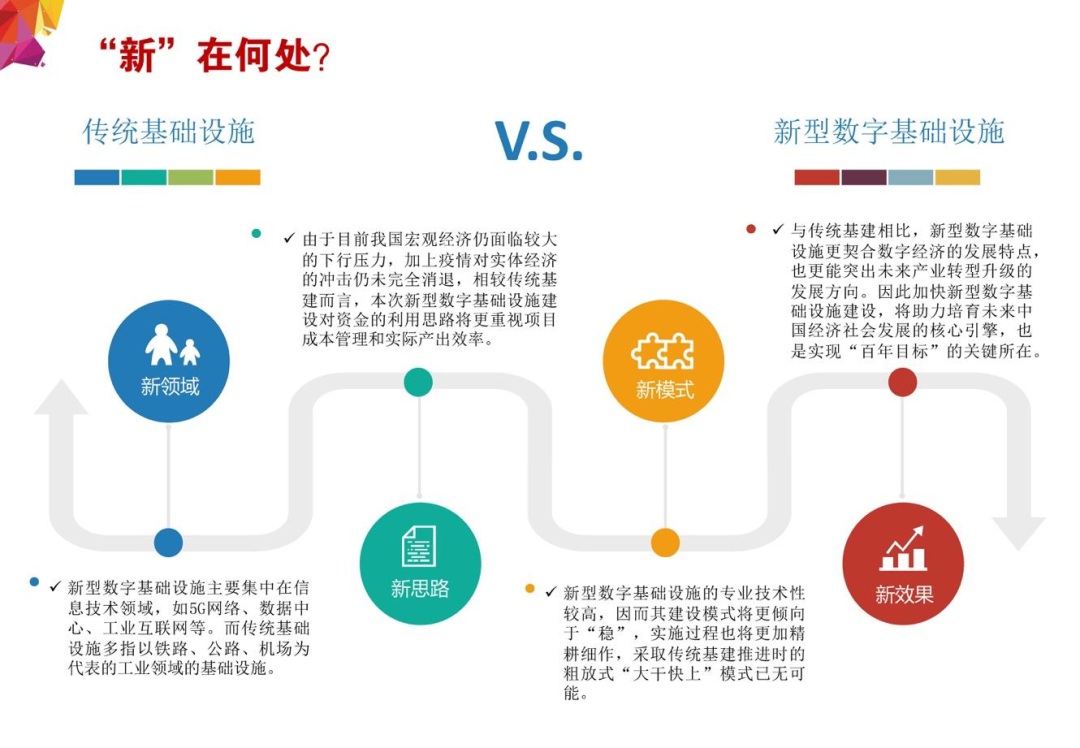 “新”在何处?
传统基础设施
V.S.
新型数字基础设施
✓ 由于目前我国宏观经济仍面临较大
的下行压力，加上疫情对实体经济
的冲击仍未完全消退，相较传统基
建而言，本次新型数字基础设施建
设对资金的利用思路将更重视项目
成本管理和实际产出效率。
✓ 与传统基建相比，新型数字基础
设施更契合数字经济的发展特点，
也更能突出未来产业转型升级的
发展方向。因此加快新型数字基
础设施建设，将助力培育未来中
国经济社会发展的核心引擎，也
是实现“百年目标”的关键所在。
新领域
新模式
新思路
新效果
✓ 新型数字基础设施主要集中在信
息技术领域，如5G网络、数据中
心、工业互联网等。而传统基础
设施多指以铁路、公路、机场为
代表的工业领域的基础设施。
✓ 新型数字基础设施的专业技术性
较高，因而其建设模式将更倾向
于“稳”，实施过程也将更加精
耕细作，采取传统基建推进时的
粗放式“大干快上”模式已无可
能。